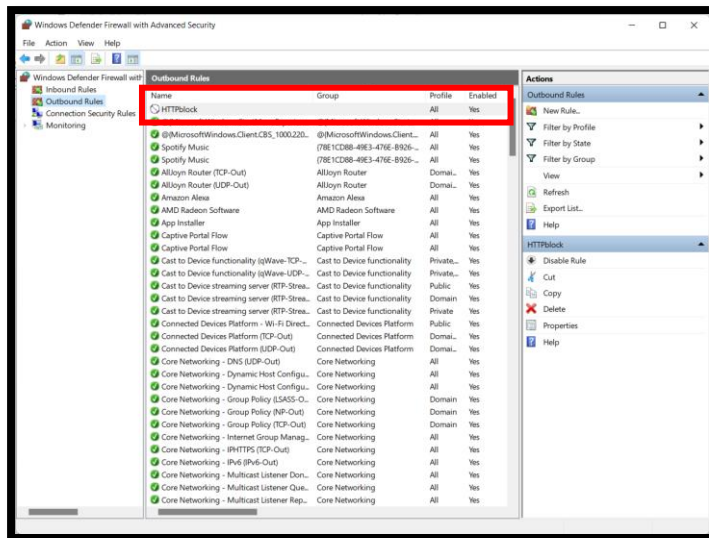 Windows Defender Firewall with Advanced Security
File Action View Help
Windows Defender Firewall with
Inbound Rules
Outbound Rules
Connection Security Rules
Monitoring
Outbound Rules
Name Group Profile Enabled
HTTPblock All Yes
@{MicrosoftWindows.Client.CBS_1000.220... @{MicrosoftWindows.Client... All Yes
Spotify Music {78E1CD88-49E3-476E-B926-... All Yes
Spotify Music {78E1CD88-49E3-476E-B926-... All Yes
AllJoyn Router (TCP-Out) AllJoyn Router Domai... Yes
AllJoyn Router (UDP-Out) AllJoyn Router Domai... Yes
Amazon Alexa Amazon Alexa All Yes
AMD Radeon Software AMD Radeon Software All Yes
App Installer App Installer All Yes
Captive Portal Flow Captive Portal Flow All Yes
Captive Portal Flow Captive Portal Flow All Yes
Cast to Device functionality (qWave-TCP-... Cast to Device functionality Private,... Yes
Cast to Device functionality (qWave-UDP-... Cast to Device functionality Private,... Yes
Cast to Device streaming server (RTP-Strea... Cast to Device functionality Public Yes
Cast to Device streaming server (RTP-Strea... Cast to Device functionality Domain Yes
Cast to Device streaming server (RTP-Strea... Cast to Device functionality Private Yes
Connected Devices Platform - Wi-Fi Direct... Connected Devices Platform Public Yes
Connected Devices Platform (TCP-Out) Connected Devices Platform Domai... Yes
Connected Devices Platform (UDP-Out) Connected Devices Platform Domai... Yes
Core Networking - DNS (UDP-Out) Core Networking All Yes
Core Networking - Dynamic Host Configu... Core Networking All Yes
Core Networking - Dynamic Host Configu... Core Networking All Yes
Core Networking - Group Policy (LSASS-O... Core Networking Domain Yes
Core Networking - Group Policy (NP-Out) Core Networking Domain Yes
Core Networking - Group Policy (TCP-Out) Core Networking Domain Yes
Core Networking - Internet Group Manag... Core Networking All Yes
Core Networking - IPHTTPS (TCP-Out) Core Networking All Yes
Core Networking - IPv6 (IPv6-Out) Core Networking All Yes
Core Networking - Multicast Listener Don... Core Networking All Yes
Core Networking - Multicast Listener Que... Core Networking All Yes
Core Networking - Multicast Listener Rep... Core Networking All Yes
Actions
Outbound Rules
New Rule...
Filter by Profile
Filter by State
Filter by Group
View
Refresh
Export List...
Help
HTTPblock
Disable Rule
Cut
Copy
Delete
Properties
Help